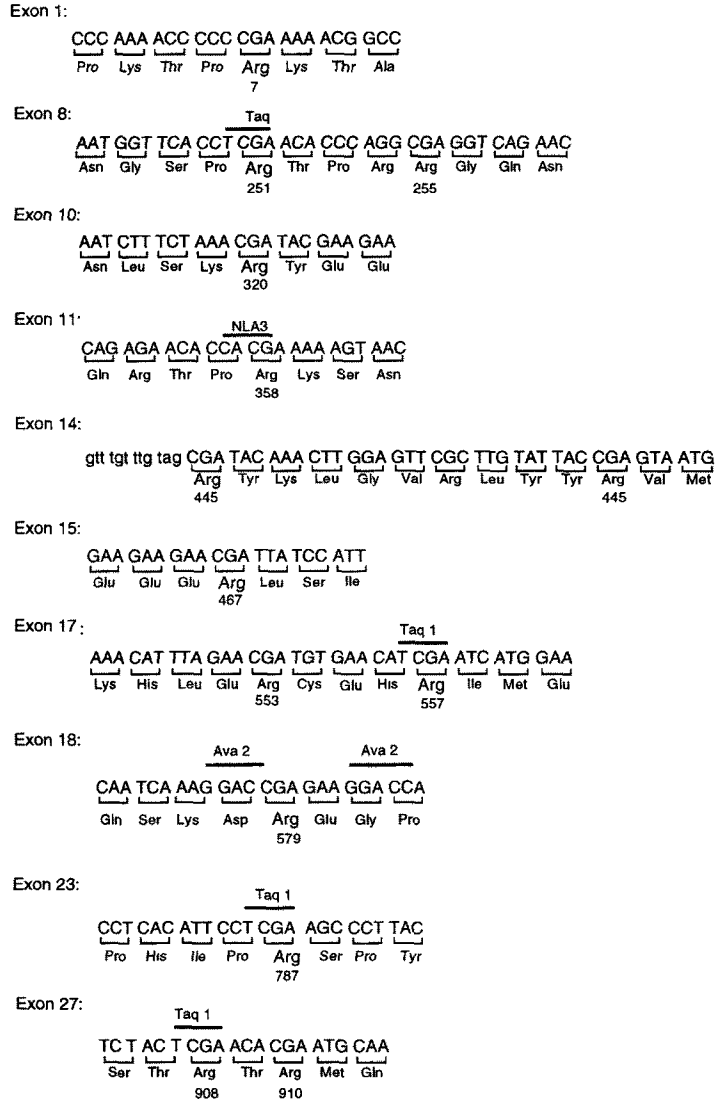 Exon 1:
CCC AAA ACC CCC CGA AAA ACG GCC
Pro Lys Thr Pro Arg Lys Thr Ala
7
Exon 8:
Taq
AAT GGT TCA CCT CGA ACA CCC AGG CGA GGT CAG AAC
Asn Gly Ser Pro Arg Thr Pro Arg Arg Gly Gln Asn
251 255
Exon 10:
AAT CTT TCT AAA CGA TAC GAA GAA
Asn Leu Ser Lys Arg Tyr Glu Glu
320
Exon 11:
NLA3
CAG AGA ACA CCA CGA AAA AGT AAC
Gln Arg Thr Pro Arg Lys Ser Asn
358
Exon 14:
gtt tgt ttg tag CGA TAC AAA CTT GGA GTT CGC TTG TAT TAC CGA GTA ATG
Arg Tyr Lys Leu Gly Val Arg Leu Tyr Tyr Arg Val Met
445 445
Exon 15:
GAA GAA GAA CGA TTA TCC ATT
Glu Glu Glu Arg Leu Ser Ile
467
Exon 17:
Taq 1
AAA CAT TTA GAA CGA TGT GAA CAT CGA ATC ATG GAA
Lys His Leu Glu Arg Cys Glu His Arg Ile Met Glu
553 557
Exon 18:
Ava 2 Ava 2
CAA TCA AAG GAC CGA GAA GGA CCA
Gln Ser Lys Asp Arg Glu Gly Pro
579
Exon 23:
Taq 1
CCT CAC ATT CCT CGA AGC CCT TAC
Pro His Ile Pro Arg Ser Pro Tyr
787
Exon 27:
Taq 1
TCT ACT CGA ACA CGA ATG CAA
Ser Thr Arg Thr Arg Met Gln
908 910